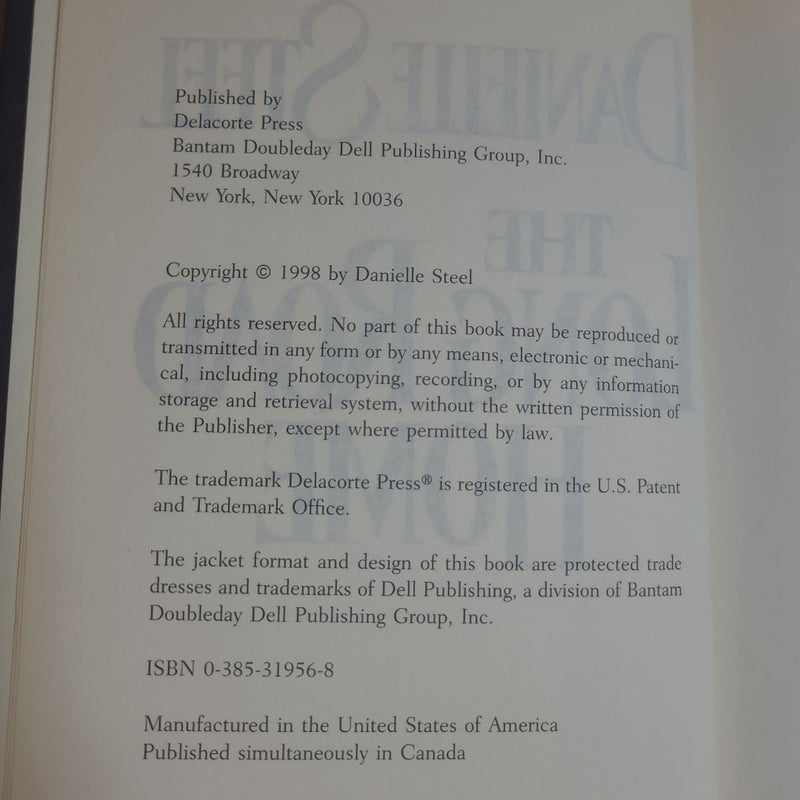 Published by
Delacorte Press
Bantam Doubleday Dell Publishing Group, Inc.
1540 Broadway
New York, New York 10036
Copyright © 1998 by Danielle Steel
All rights reserved. No part of this book may be reproduced or
transmitted in any form or by any means, electronic or mechani-
cal, including photocopying, recording, or by any information
storage and retrieval system, without the written permission of
the Publisher, except where permitted by law.
The trademark Delacorte Press® is registered in the U.S. Patent
and Trademark Office.
The jacket format and design of this book are protected trade
dresses and trademarks of Dell Publishing, a division of Bantam
Doubleday Dell Publishing Group, Inc.
ISBN 0-385-31956-8
Manufactured in the United States of America
Published simultaneously in Canada
DANIELLE STEEL
THE
LONG ROAD
HOME